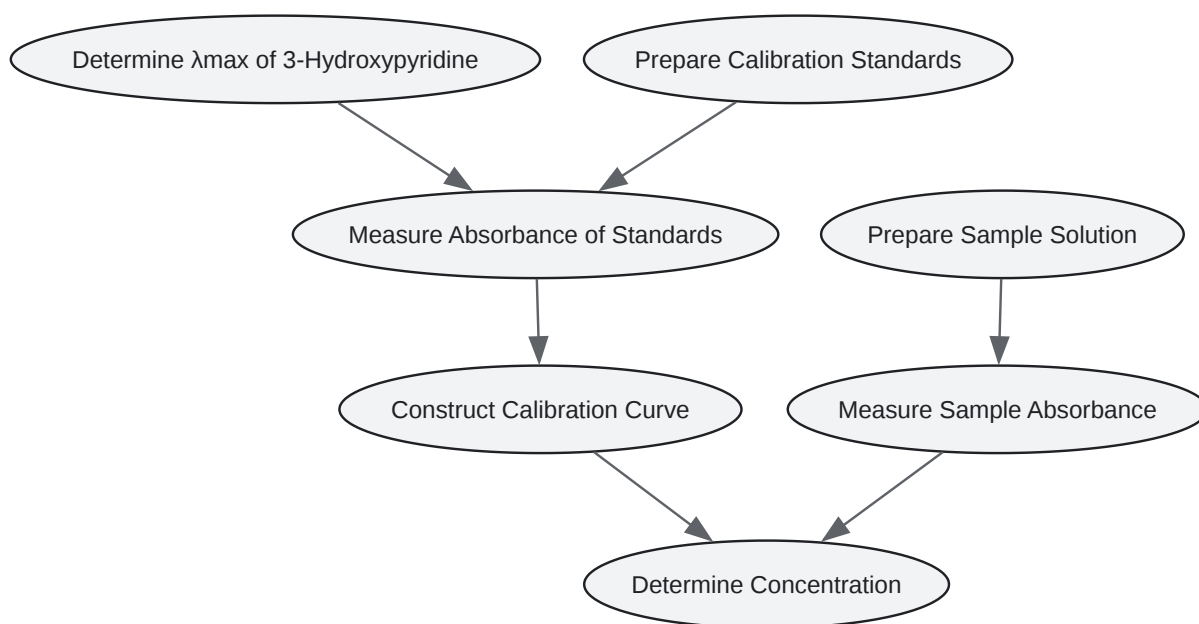 Determine λmax of 3-Hydroxypyridine
Prepare Calibration Standards
Measure Absorbance of Standards
Prepare Sample Solution
Construct Calibration Curve
Measure Sample Absorbance
Determine Concentration